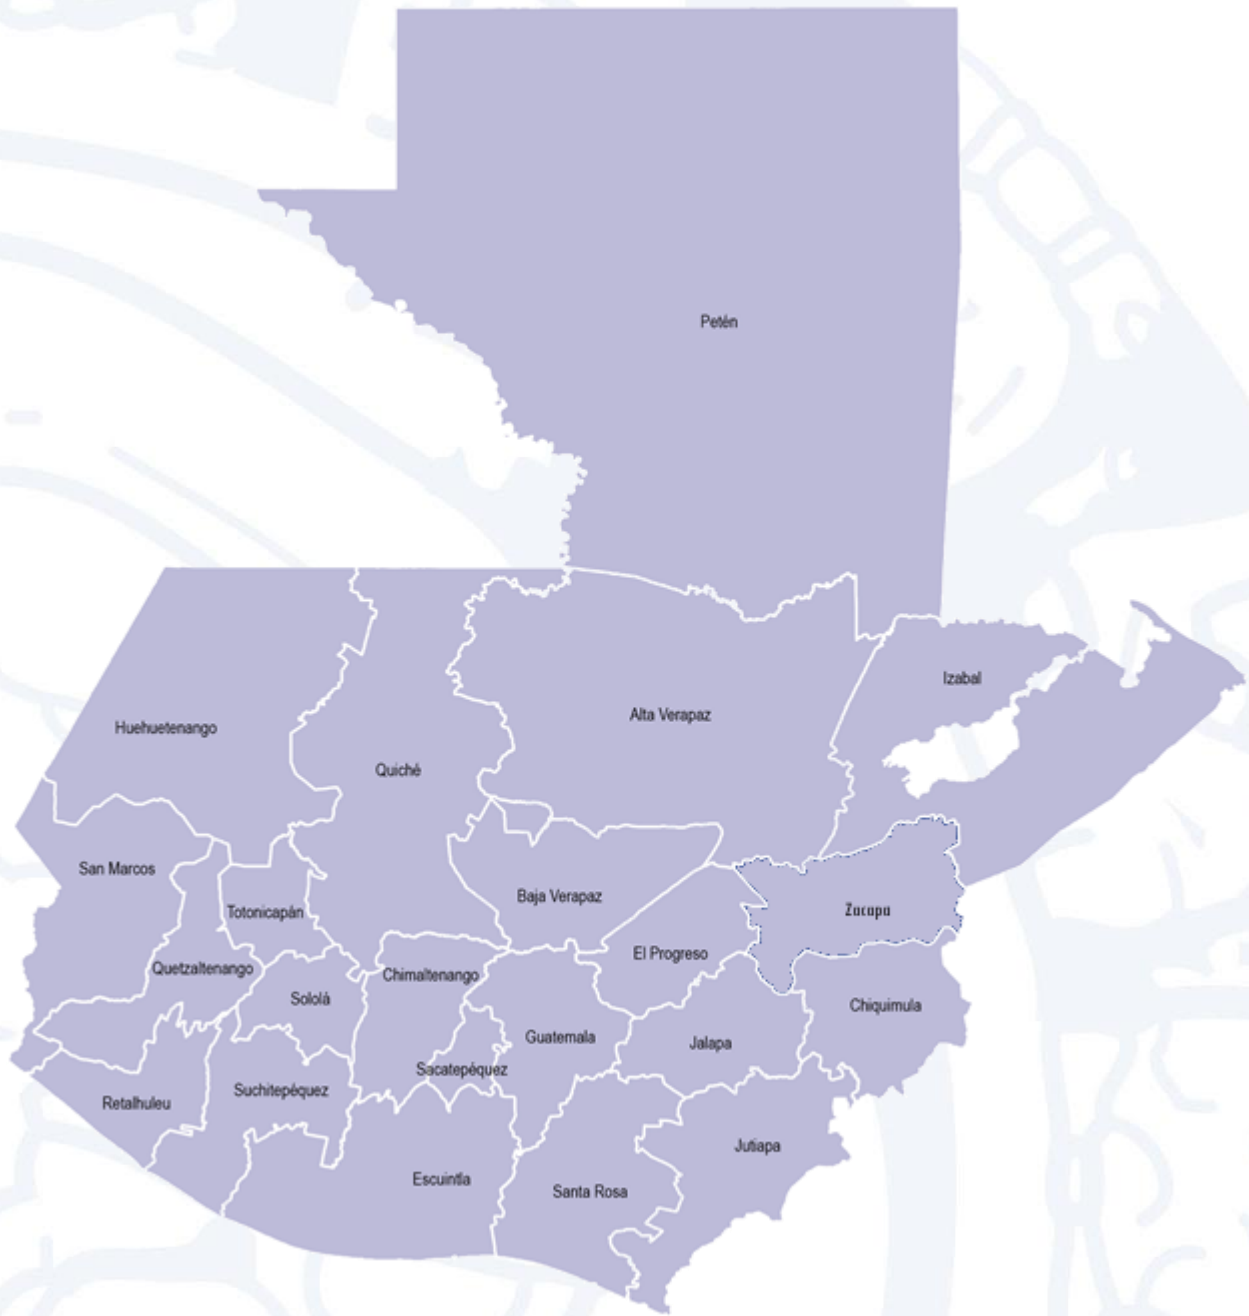 Petén
Izabal
Alta Verapaz
Huehuetenango
Quiché
San Marcos
Baja Verapaz
Zacapa
Totonicapán
El Progreso
Quetzaltenango
Chimaltenango
Sololà
Chiquimula
Guatemala
Jalapa
Sacatepéquez
Suchitepéquez
Retalhuleu
Jutiapa
Escuintla
Santa Rosa